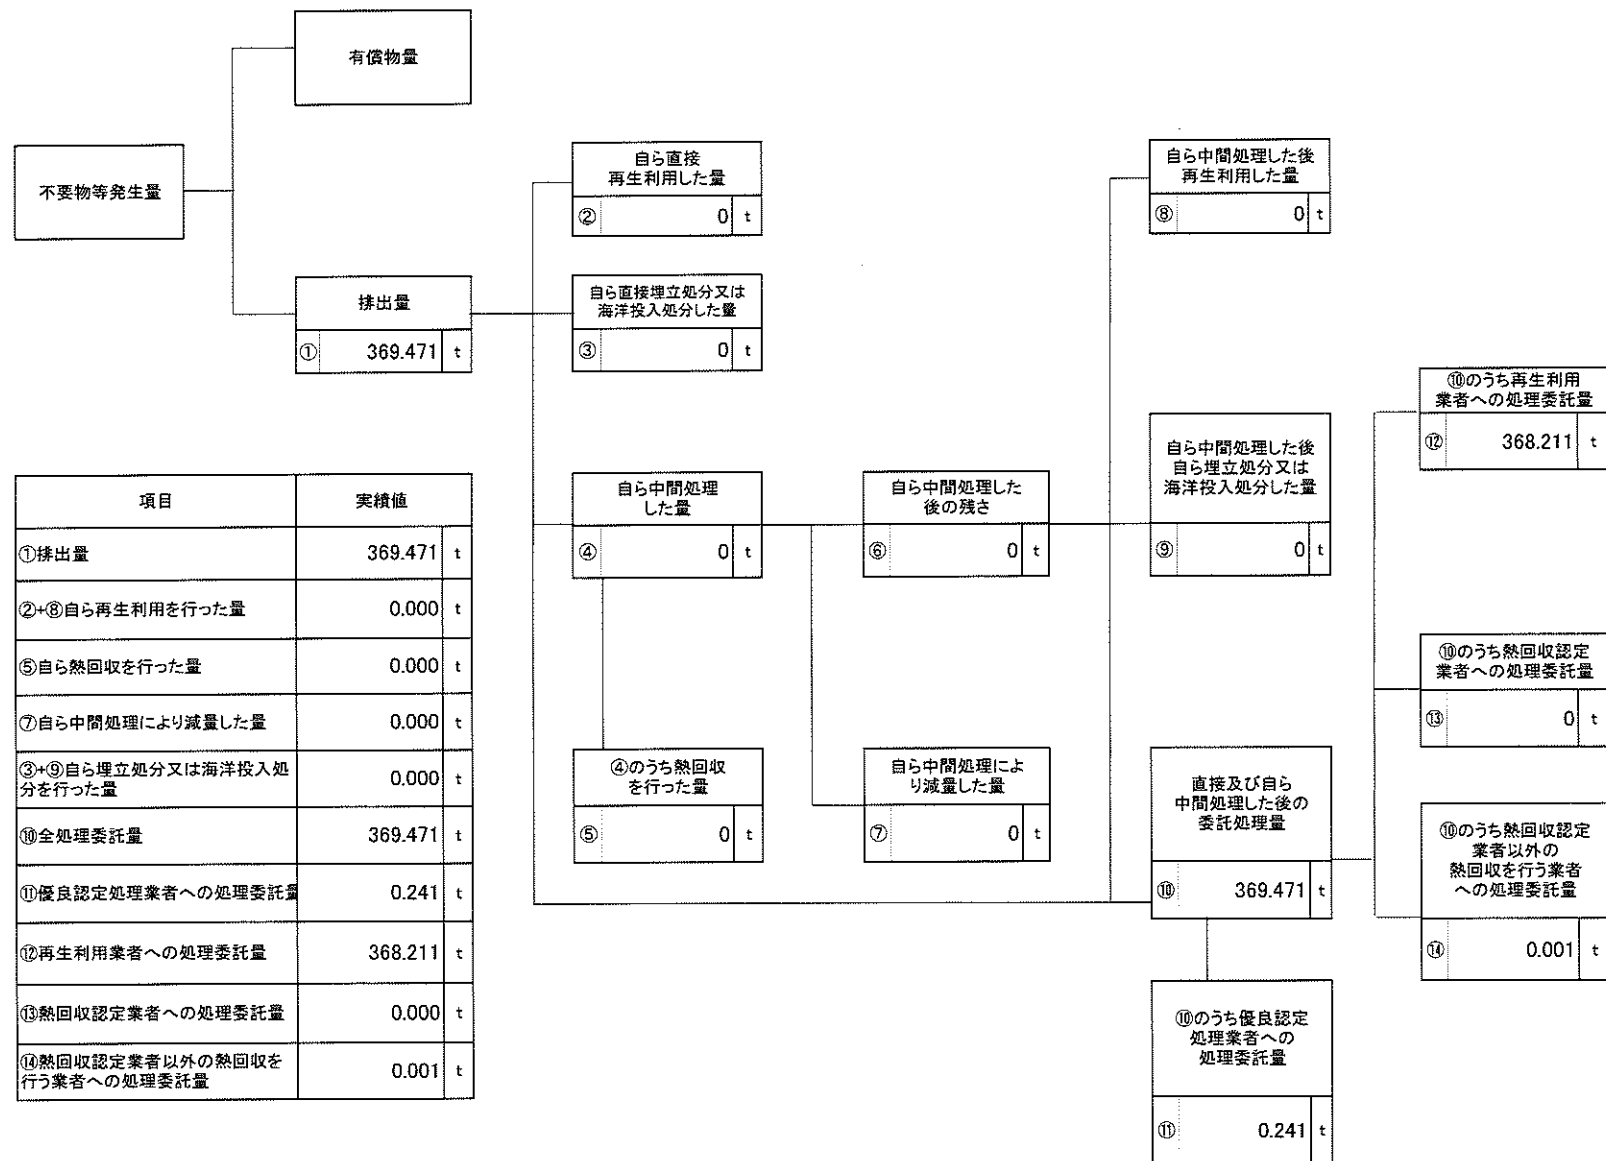 有償物量
不要物等発生量
排出量
① 369.471 t
自ら直接
再生利用した量
② 0 t
自ら直接埋立処分又は
海洋投入処分した量
③ 0 t
自ら中間処理
した量
④ 0 t
④のうち熱回収
を行った量
⑤ 0 t
自ら中間処理した
後の残さ
⑥ 0 t
自ら中間処理によ
り減量した量
⑦ 0 t
自ら中間処理した後
再生利用した量
⑧ 0 t
自ら中間処理した後
自ら埋立処分又は
海洋投入処分した量
⑨ 0 t
直接及び自ら
中間処理した後の
委託処理量
⑩ 369.471 t
⑩のうち優良認定
処理業者への
処理委託量
⑪ 0.241 t
⑩のうち再生利用
業者への処理委託量
⑫ 368.211 t
⑩のうち熱回収認定
業者への処理委託量
⑬ 0 t
⑩のうち熱回収認定
業者以外の
熱回収を行う業者
への処理委託量
⑭ 0.001 t
項目 実績値
①排出量 369.471 t
②+⑧自ら再生利用を行った量 0.000 t
⑤自ら熱回収を行った量 0.000 t
⑦自ら中間処理により減量した量 0.000 t
③+⑨自ら埋立処分又は海洋投入処
分を行った量 0.000 t
⑩全処理委託量 369.471 t
⑪優良認定処理業者への処理委託量 0.241 t
⑫再生利用業者への処理委託量 368.211 t
⑬熱回収認定業者への処理委託量 0.000 t
⑭熱回収認定業者以外の熱回収を
行う業者への処理委託量 0.001 t